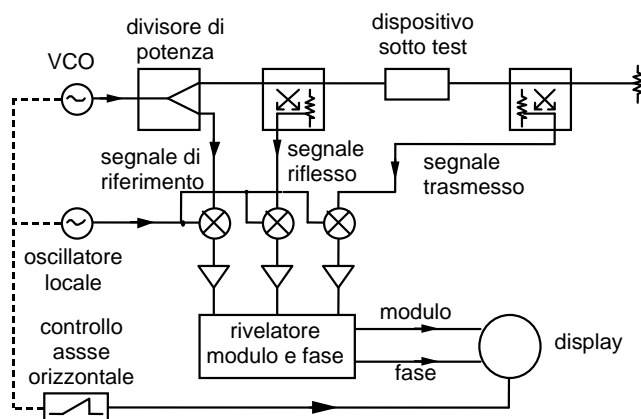 divisore di
potenza
dispositivo
sotto test
VCO
segnale di
riferimento
segnale
riflesso
segnale
trasmesso
oscillatore
locale
controllo
assse
orizzontale
rivelatore
modulo e fase
modulo
fase
display